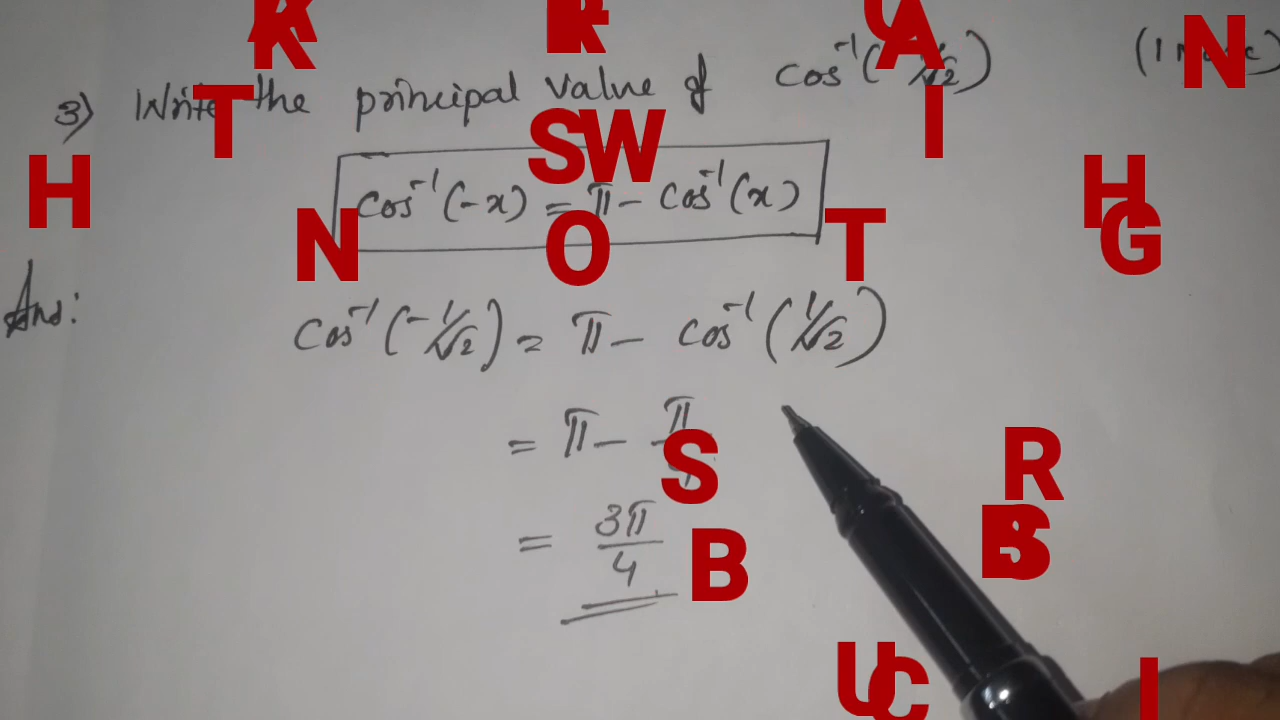 3) Write the principal value of cos⁻¹(-1/√2) (1
cos⁻¹(-x) = π - cos⁻¹(x)
Ans:
cos⁻¹(-1/√2) = π - cos⁻¹(1/√2)
= π - π
= 3π/4